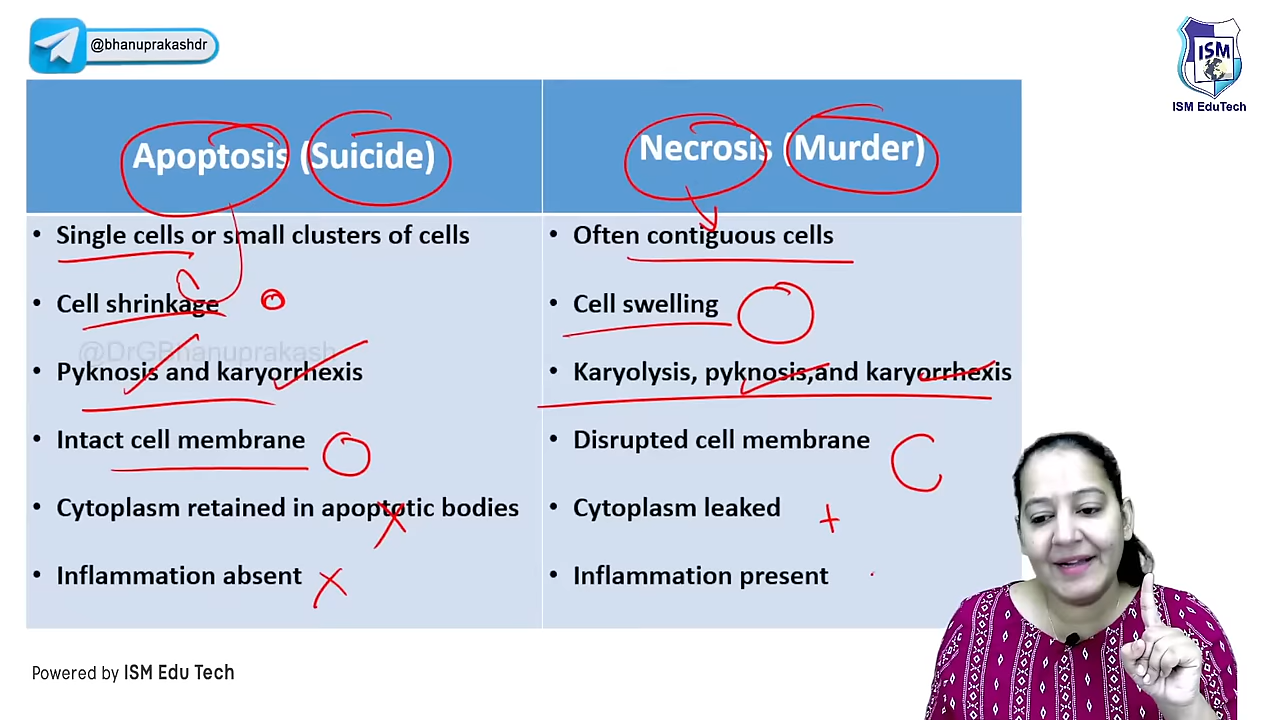 @bhanuprakashdr
ISM
ISM EduTech
Apoptosis (Suicide)
Necrosis (Murder)
• Single cells or small clusters of cells
• Cell shrinkage
@DrGBhanuprakash
• Pyknosis and karyorrhexis
• Intact cell membrane
• Cytoplasm retained in apoptotic bodies
• Inflammation absent
• Often contiguous cells
• Cell swelling
• Karyolysis, pyknosis,and karyorrhexis
• Disrupted cell membrane
• Cytoplasm leaked
• Inflammation present
Powered by ISM Edu Tech